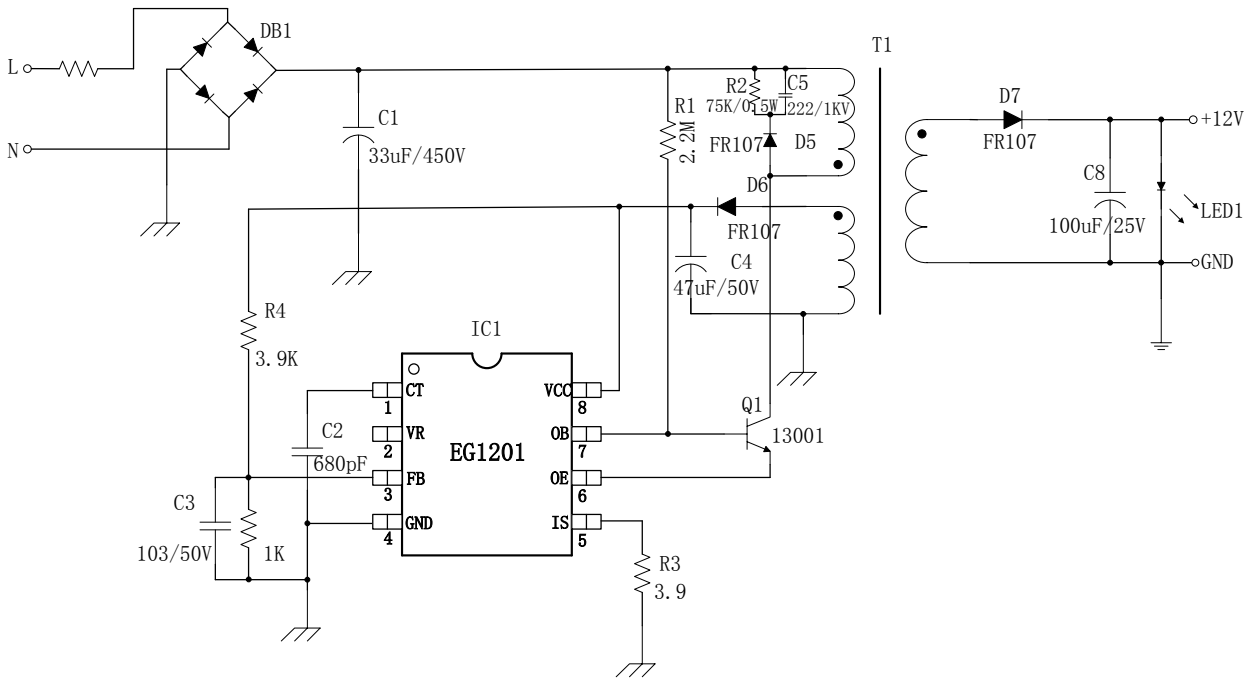 DB1
T1
L
R2
C5
75K/0.5W
222/1KV
R1
2.2M
D7
FR107
+12V
C1
33uF/450V
FR107
D5
N
D6
FR107
C8
100uF/25V
LED1
C4
47uF/50V
GND
R4
3.9K
IC1
CT
1
VCC
8
Q1
13001
C2
680pF
VR
2
EG1201
OB
7
FB
3
OE
6
C3
103/50V
1K
GND
4
IS
5
R3
3.9